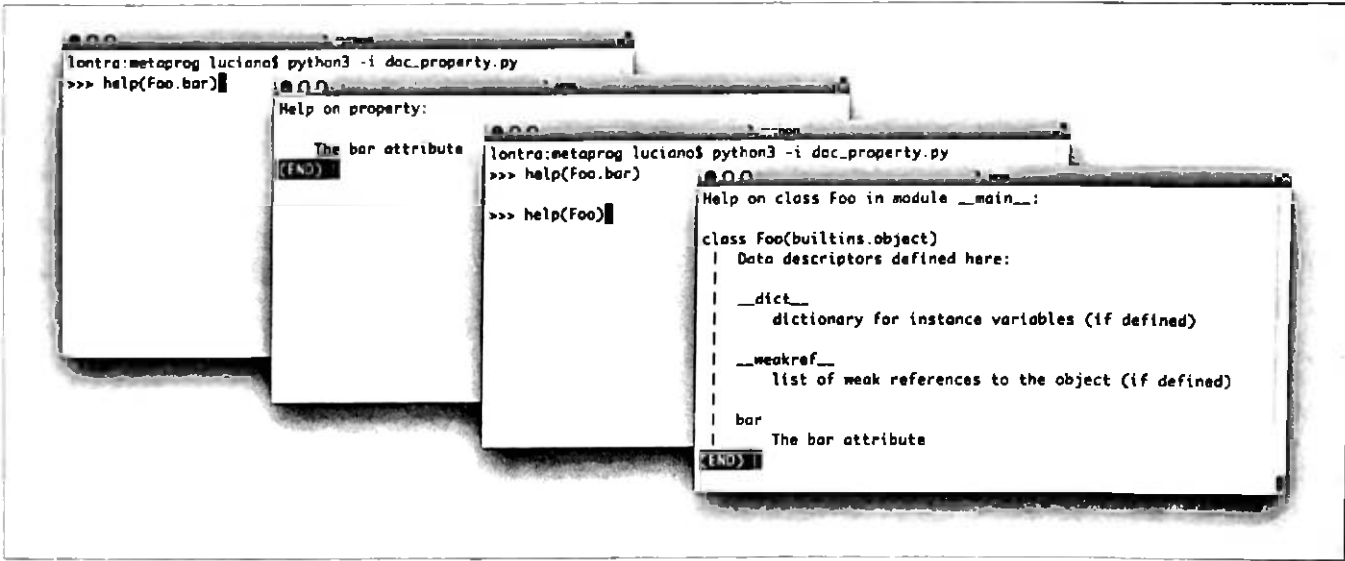 lontra:metaprog luciano$ python3 -i doc_property.py
>>> help(Foo.bar)
Help on property:
The bar attribute
(END)
lontra:metaprog luciano$ python3 -i doc_property.py
>>> help(Foo.bar)
>>> help(Foo)
Help on class Foo in module __main__:
class Foo(builtins.object)
| Data descriptors defined here:
|
| __dict__
| dictionary for instance variables (if defined)
|
| __weakref__
| list of weak references to the object (if defined)
|
| bar
| The bar attribute
(END)